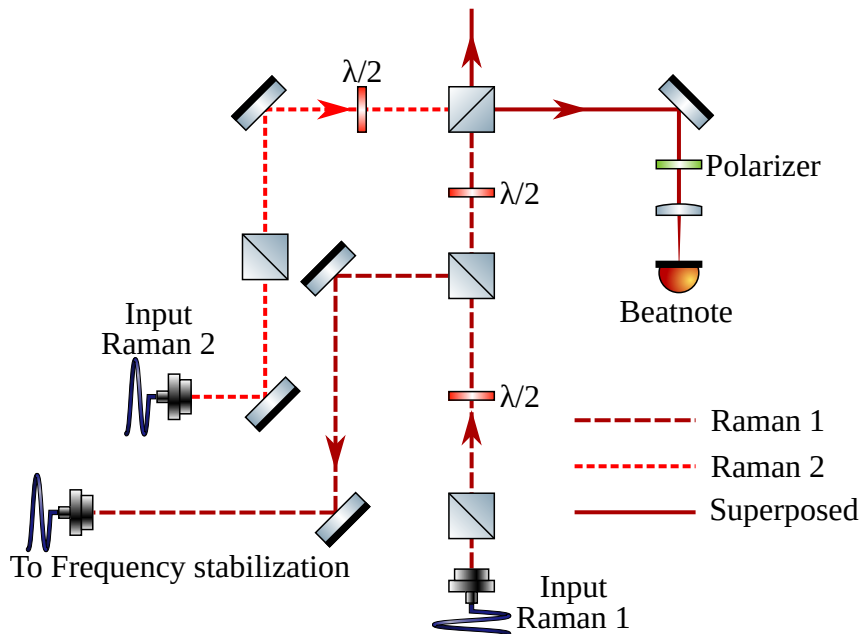 λ/2
λ/2
Polarizer
Beatnote
Input
Raman 2
λ/2
Raman 1
Raman 2
Superposed
To Frequency stabilization
Input
Raman 1